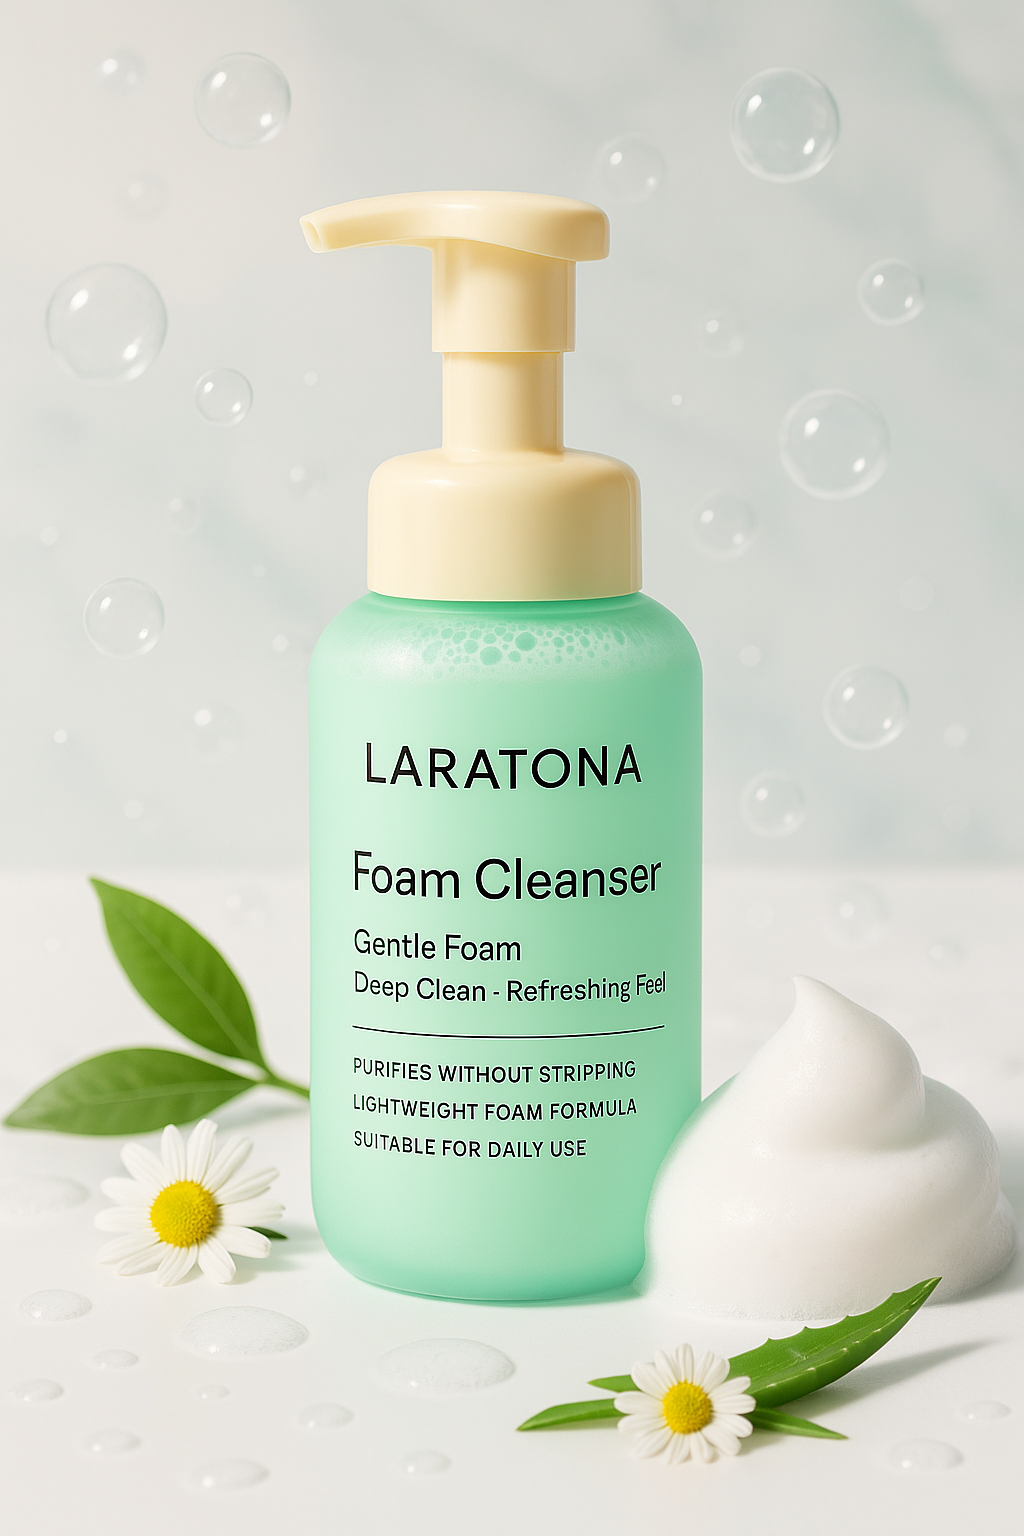 LARATONA
Foam Cleanser
Gentle Foam
Deep Clean - Refreshing Feel
PURIFIES WITHOUT STRIPPING
LIGHTWEIGHT FOAM FORMULA
SUITABLE FOR DAILY USE